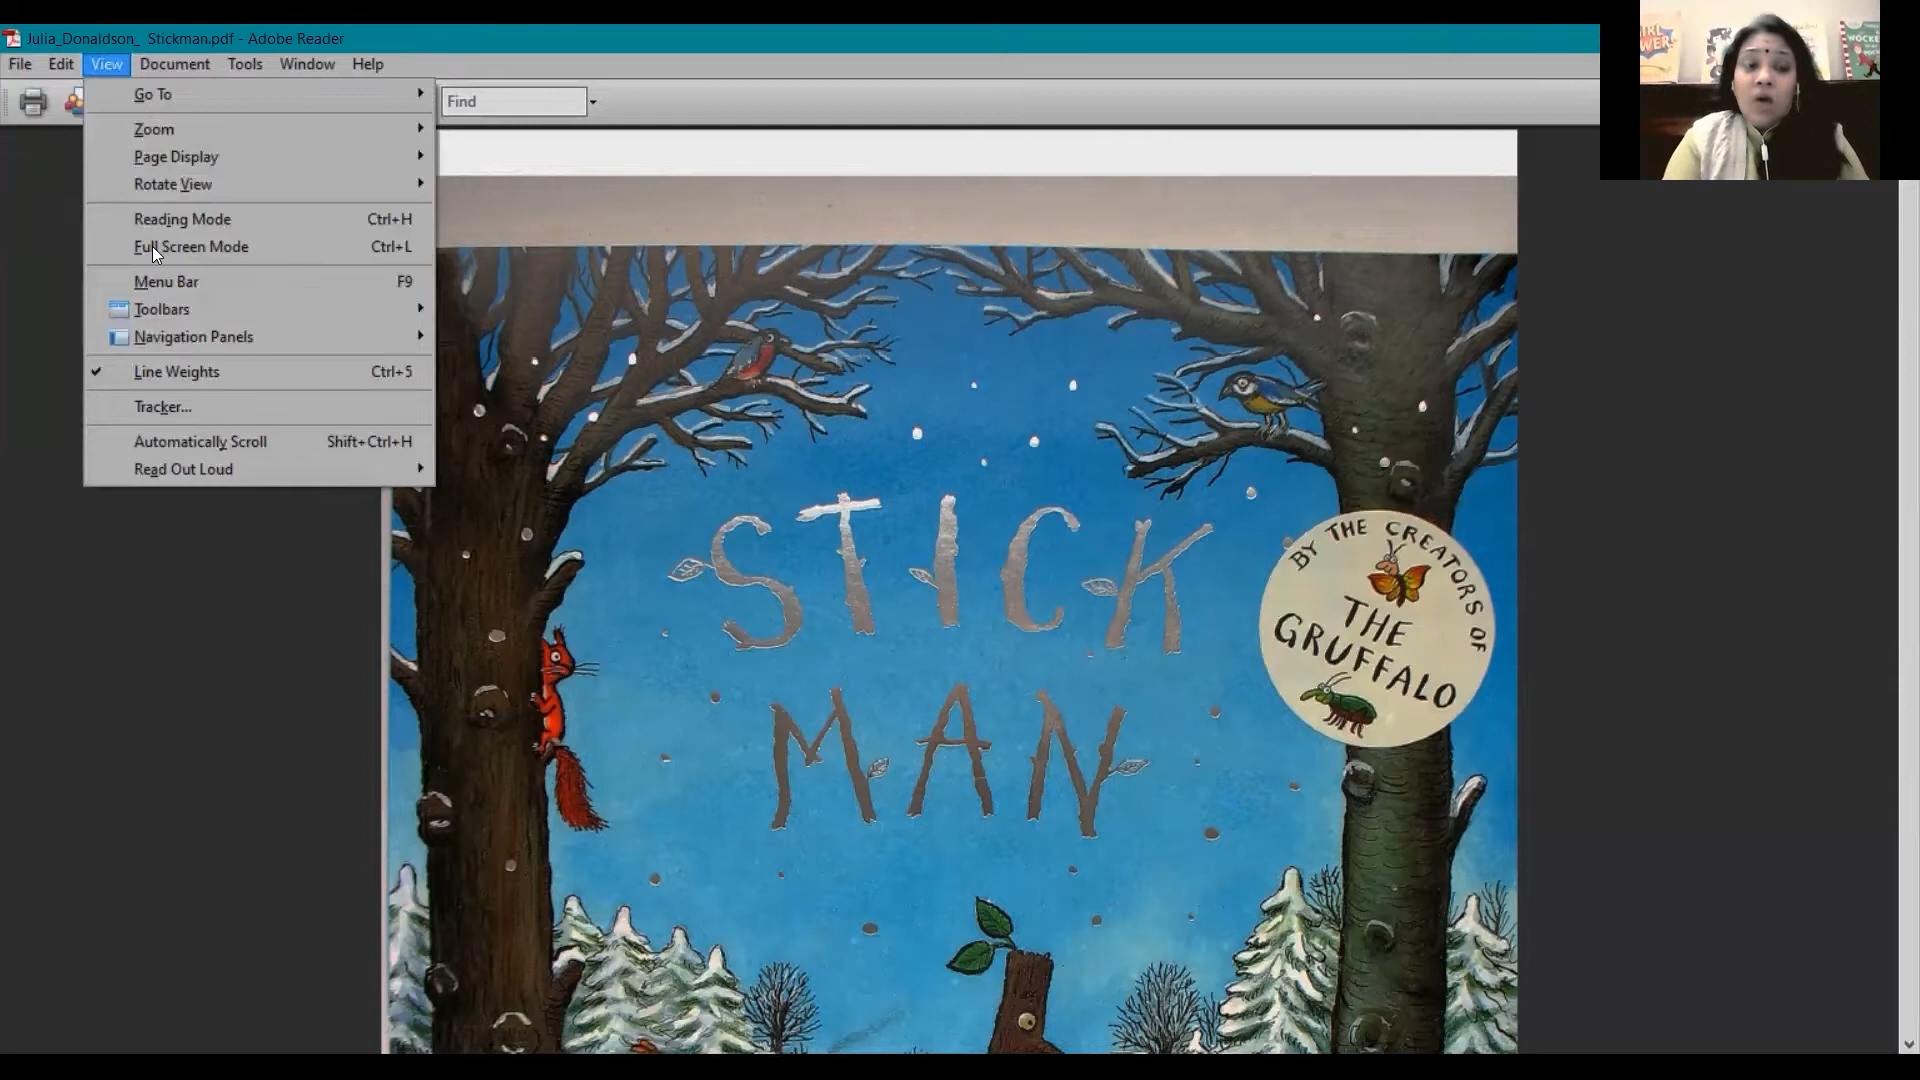 Julia_Donaldson_ Stickman.pdf - Adobe Reader
File Edit View Document Tools Window Help
Find
Go To
Zoom
Page Display
Rotate View
Reading Mode Ctrl+H
Full Screen Mode Ctrl+L
Menu Bar F9
Toolbars
Navigation Panels
Line Weights Ctrl+5
Tracker...
Automatically Scroll Shift+Ctrl+H
Read Out Loud
STICK
MAN
BY THE CREATORS OF
THE
GRUFFALO